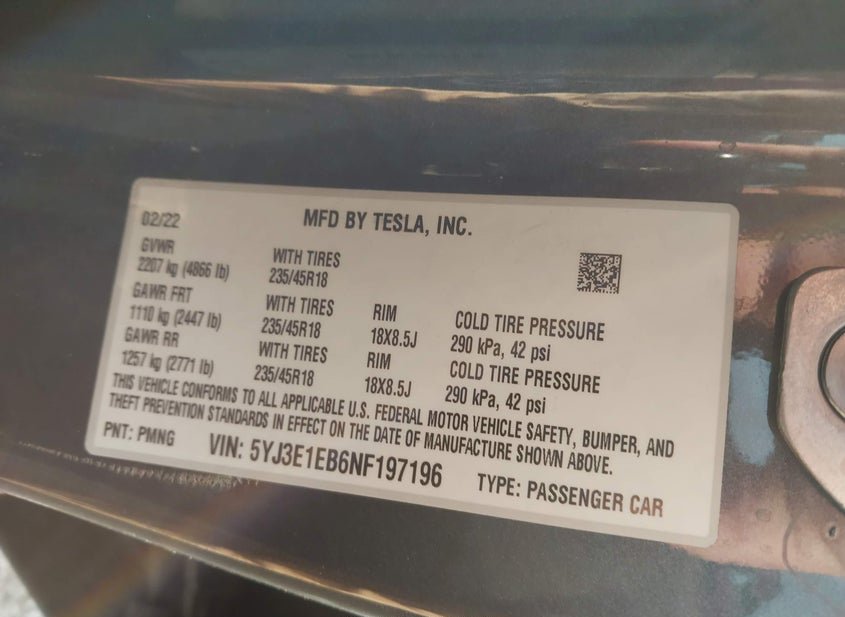 02/22 MFD BY TESLA, INC.
GVWR
2207 kg (4866 lb) WITH TIRES
235/45R18
GAWR FRT
1110 kg (2447 lb) WITH TIRES RIM COLD TIRE PRESSURE
235/45R18 18X8.5J 290 kPa, 42 psi
GAWR RR
1257 kg (2771 lb) WITH TIRES RIM COLD TIRE PRESSURE
235/45R18 18X8.5J 290 kPa, 42 psi
THIS VEHICLE CONFORMS TO ALL APPLICABLE U.S. FEDERAL MOTOR VEHICLE SAFETY, BUMPER, AND
THEFT PREVENTION STANDARDS IN EFFECT ON THE DATE OF MANUFACTURE SHOWN ABOVE.
PNT: PMNG VIN: 5YJ3E1EB6NF197196 TYPE: PASSENGER CAR